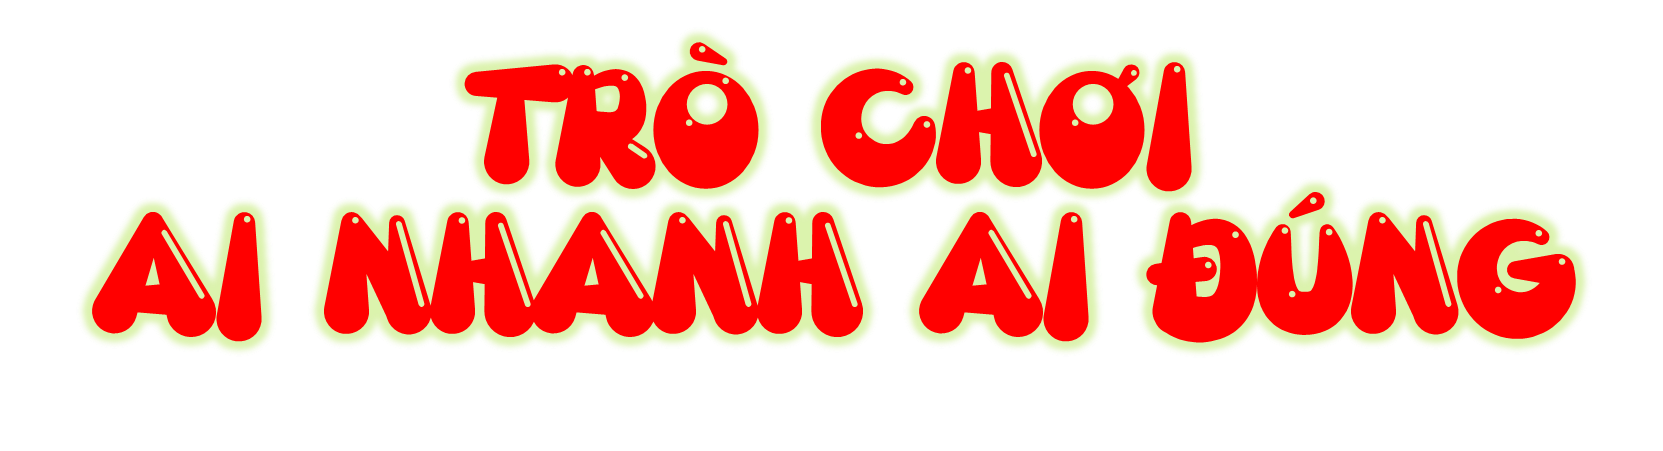 TRÒ CHƠI
AI NHANH AI ĐÚNG